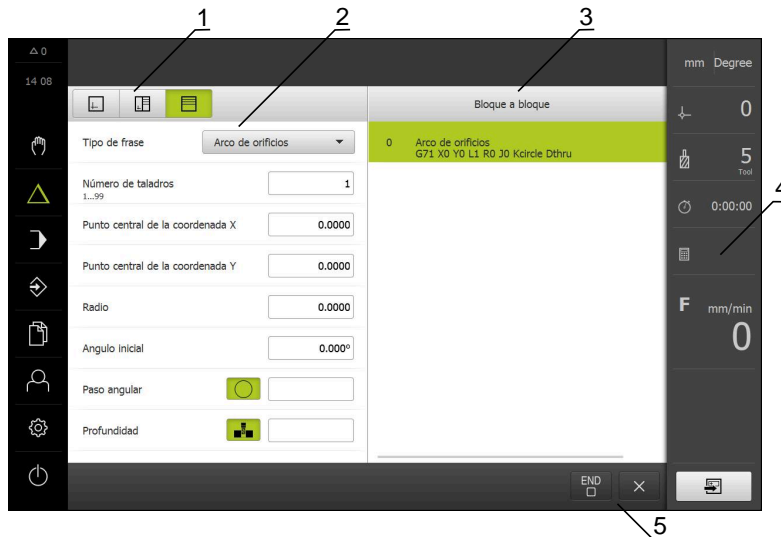 1
2
3
△ 0
mm Degree
14 08
Bloque a bloque
0
Tipo de frase
Arco de orificios
0 Arco de orificios
G71 X0 Y0 L1 R0 J0 Kcircle Dthru
5
Tool
Número de taladros
1...99
1
4
0:00:00
Punto central de la coordenada X
0.0000
Punto central de la coordenada Y
0.0000
Radio
0.0000
F mm/min
0
Angulo inicial
0.000º
Paso angular
Profundidad
END
5